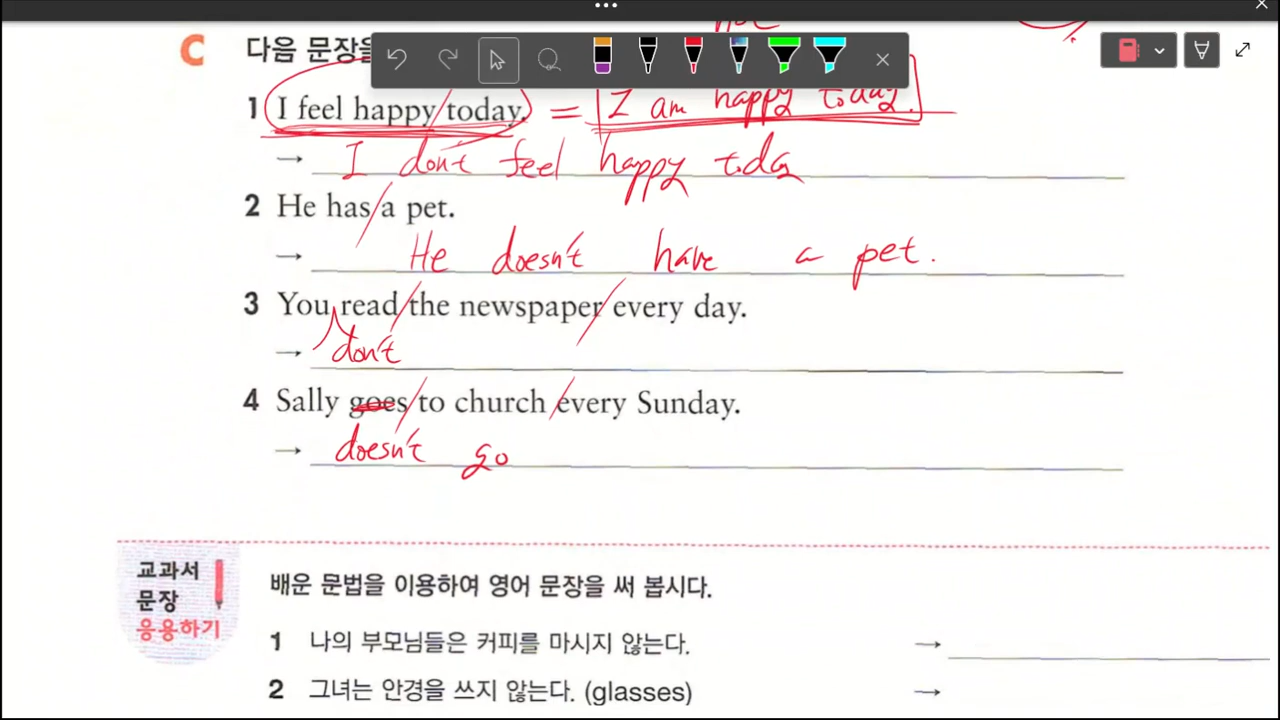 C 다음 문장을
1 I feel happy/today. = I am happy today.
→ I don't feel happy today
2 He has/a pet.
→ He doesn't have a pet.
3 You read/the newspaper/every day.
→ don't
4 Sally goes/to church/every Sunday.
→ doesn't go
교과서
문장
응용하기
배운 문법을 이용하여 영어 문장을 써 봅시다.
1 나의 부모님들은 커피를 마시지 않는다. →
2 그녀는 안경을 쓰지 않는다. (glasses) →